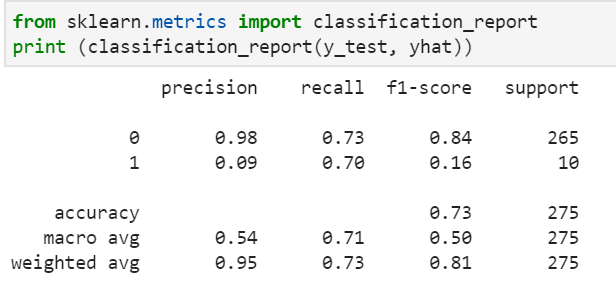 from sklearn.metrics import classification_report
print (classification_report(y_test, yhat))
precision recall f1-score support
0 0.98 0.73 0.84 265
1 0.09 0.70 0.16 10
accuracy 0.73 275
macro avg 0.54 0.71 0.50 275
weighted avg 0.95 0.73 0.81 275